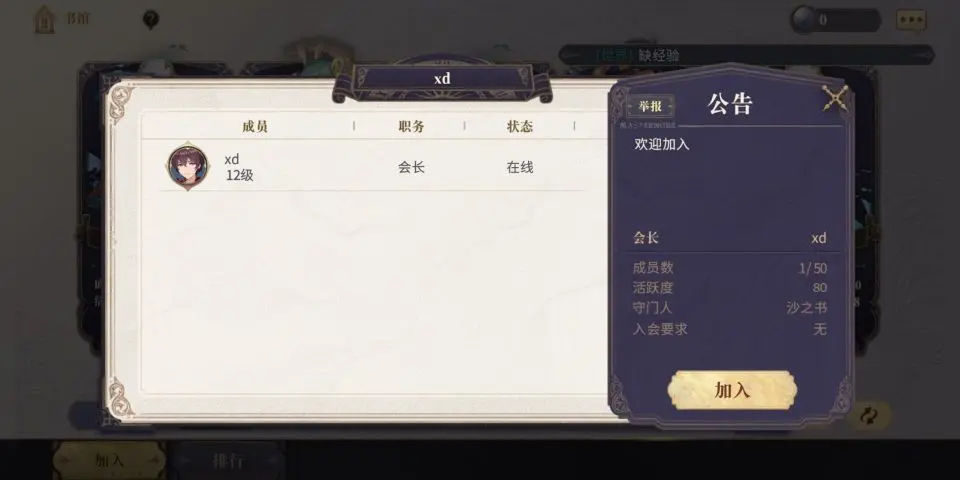 书馆
?
0
[世界] 缺经验
xd
成员
职务
状态
xd
12级
会长
在线
举报
公告
欢迎加入
会长 xd
成员数 1/50
活跃度 80
守门人 沙之书
入会要求 无
加入
加入
排行